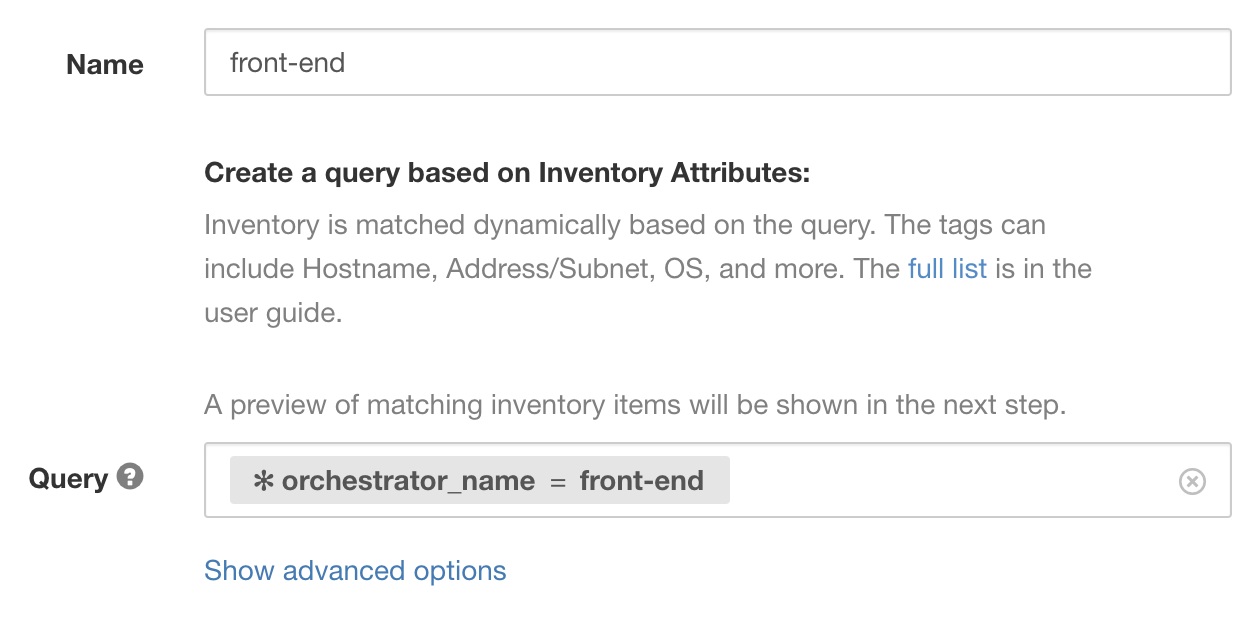 Name front-end
Create a query based on Inventory Attributes:
Inventory is matched dynamically based on the query. The tags can
include Hostname, Address/Subnet, OS, and more. The full list is in the
user guide.
A preview of matching inventory items will be shown in the next step.
Query ? * orchestrator_name = front-end
Show advanced options